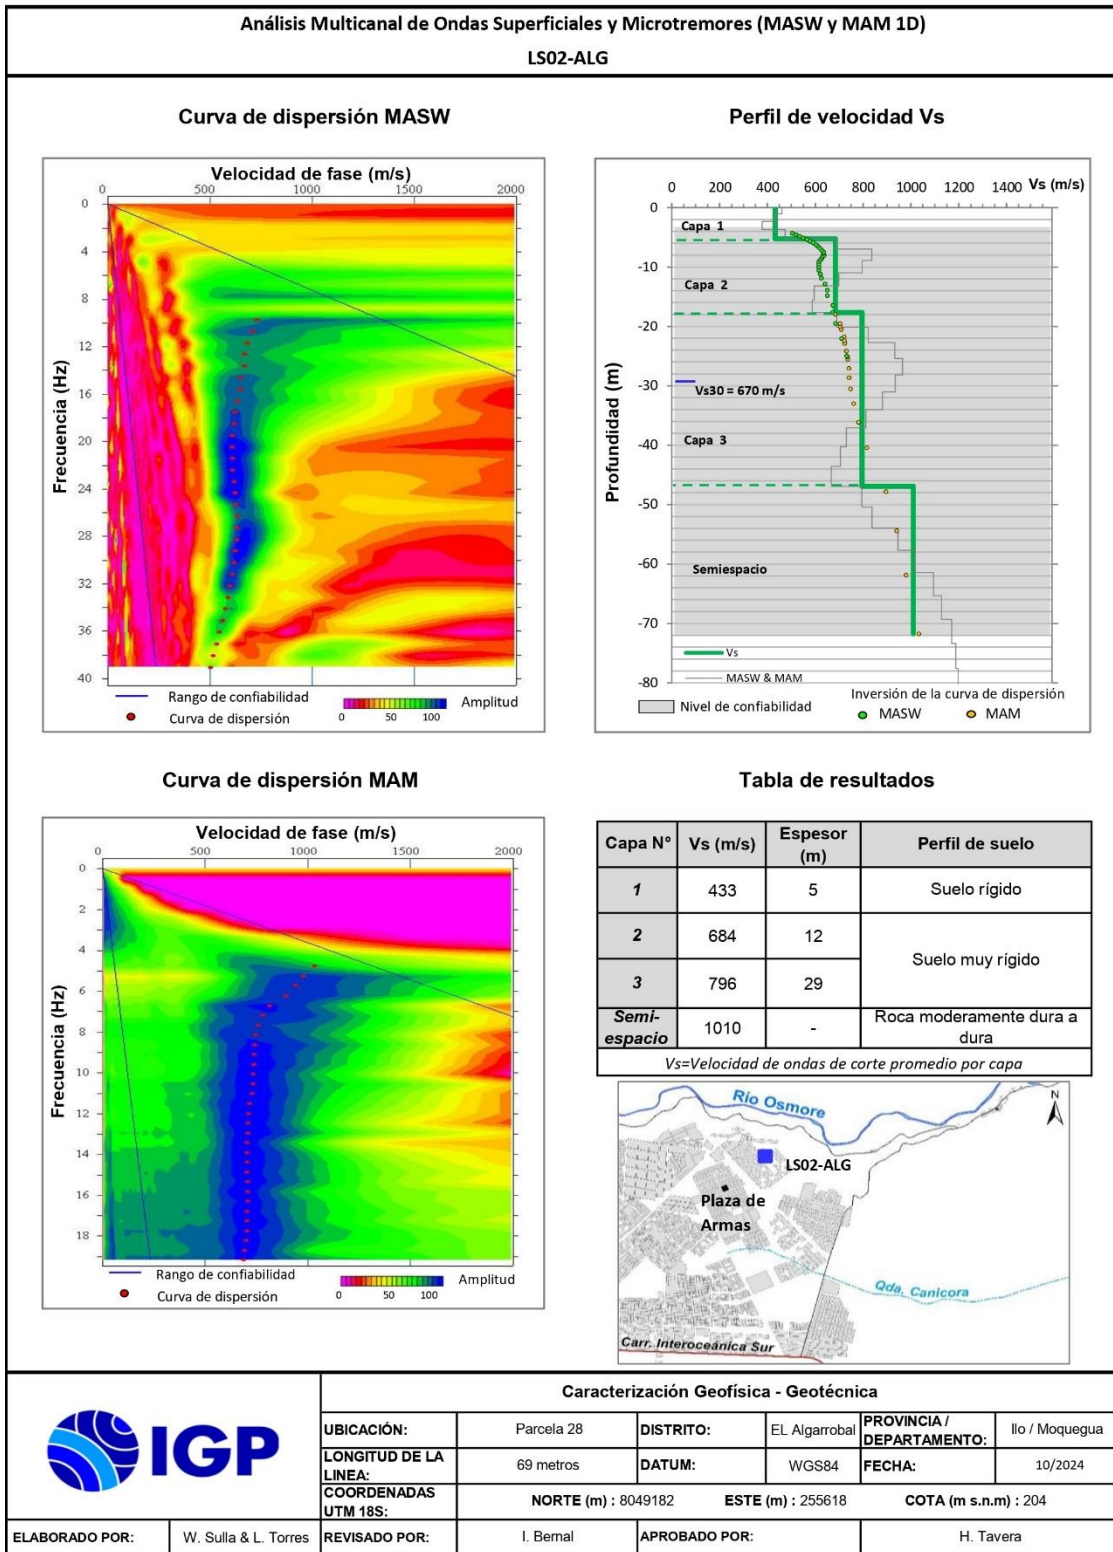 Análisis Multicanal de Ondas Superficiales y Microtremores (MASW y MAM 1D)
LS02-ALG
Curva de dispersión MASW
Velocidad de fase (m/s)
0 500 1000 1500 2000
Frecuencia (Hz)
0
4
8
12
16
20
24
28
32
36
40
Rango de confiabilidad
Curva de dispersión
Amplitud
0 50 100
Perfil de velocidad Vs
0 200 400 600 800 1000 1200 1400 Vs (m/s)
Profundidad (m)
0
-10
-20
-30
-40
-50
-60
-70
-80
Capa 1
Capa 2
Vs30 = 670 m/s
Capa 3
Semiespacio
Vs
MASW & MAM
Nivel de confiabilidad
Inversión de la curva de dispersión
MASW MAM
Curva de dispersión MAM
Velocidad de fase (m/s)
0 500 1000 1500 2000
Frecuencia (Hz)
0
2
4
6
8
10
12
14
16
18
Rango de confiabilidad
Curva de dispersión
Amplitud
0 50 100
Tabla de resultados
Capa N° Vs (m/s) Espesor (m) Perfil de suelo
1 433 5 Suelo rígido
2 684 12 Suelo muy rígido
3 796 29
Semi-espacio 1010 - Roca moderamente dura a dura
Vs=Velocidad de ondas de corte promedio por capa
Río Osmore
N
LS02-ALG
Plaza de Armas
Qda. Canicora
Carr. Interoceánica Sur
IGP
Caracterización Geofísica - Geotécnica
UBICACIÓN: Parcela 28 DISTRITO: EL Algarrobal PROVINCIA / DEPARTAMENTO: Ilo / Moquegua
LONGITUD DE LA LINEA: 69 metros DATUM: WGS84 FECHA: 10/2024
COORDENADAS UTM 18S: NORTE (m) : 8049182 ESTE (m) : 255618 COTA (m s.n.m) : 204
ELABORADO POR: W. Sulla & L. Torres REVISADO POR: I. Bernal APROBADO POR: H. Tavera